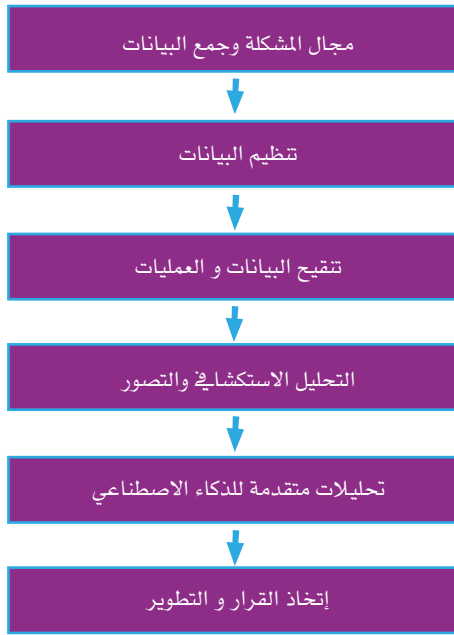 مجال المشكلة وجمع البيانات
تنظيم البيانات
تنقيح البيانات و العمليات
التحليل الاستكشافي والتصور
تحليلات متقدمة للذكاء الاصطناعي
إتخاذ القرار و التطوير